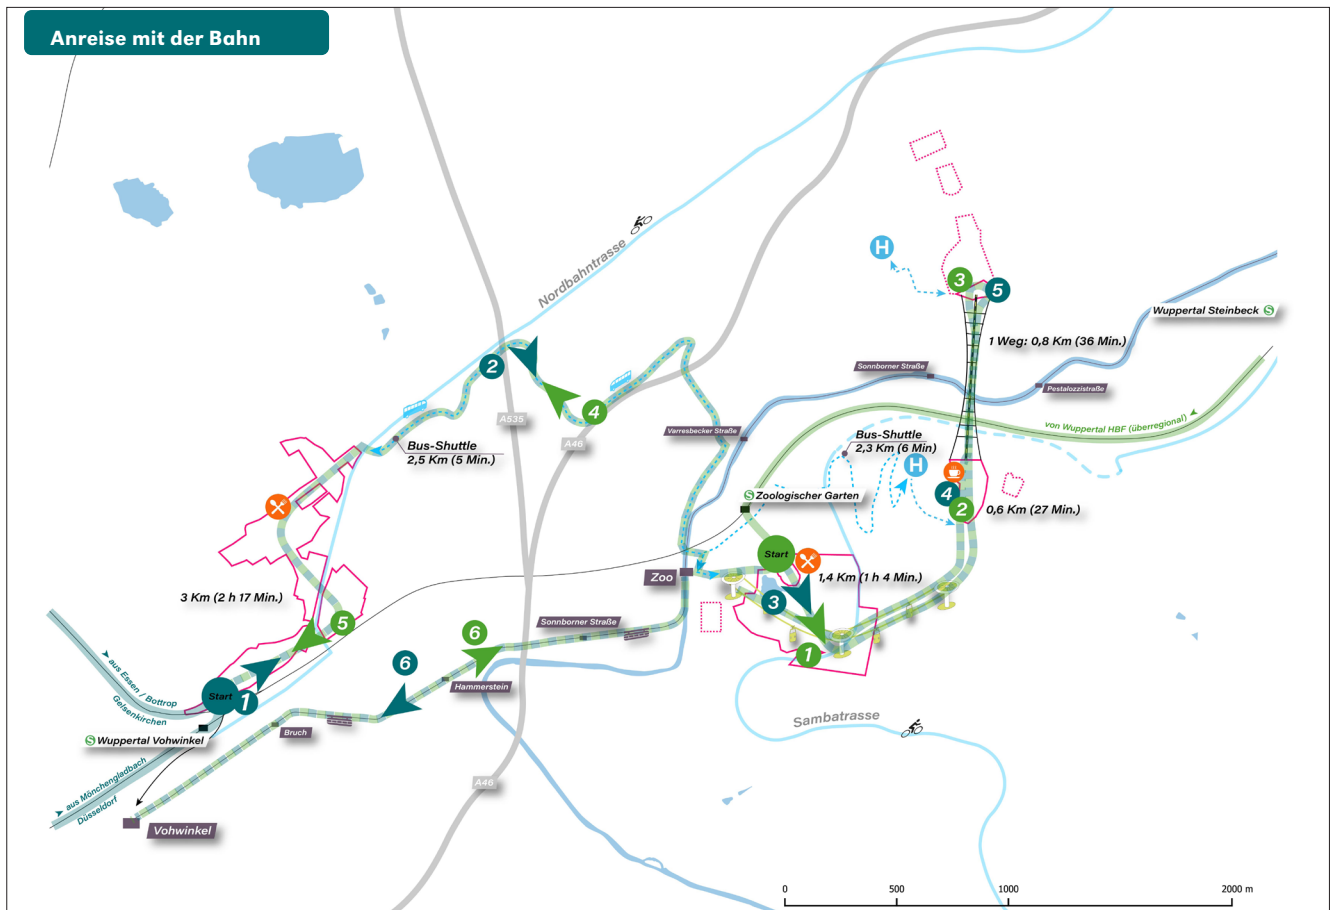 Anreise mit der Bahn
Nordbahntrasse
H
3
5
Wuppertal Steinbeck S
1 Weg: 0,8 Km (36 Min.)
2
4
A535
A46
Sonnborner Straße
Pestalozzistraße
Varresbecker Straße
von Wuppertal HBF (überregional)
Bus-Shuttle
2,5 Km (5 Min.)
Bus-Shuttle
2,3 Km (6 Min)
H
4
2
0,6 Km (27 Min.)
S Zoologischer Garten
Start
Zoo
1,4 Km (1 h 4 Min.)
3
1
3 Km (2 h 17 Min.)
5
Sonnborner Straße
6
6
Hammerstein
aus Essen / Bottrop
Gelsenkirchen
Start
1
S Wuppertal Vohwinkel
Bruch
Sambatrasse
A46
aus Mönchengladbach
Düsseldorf
Vohwinkel
0 500 1000 2000 m